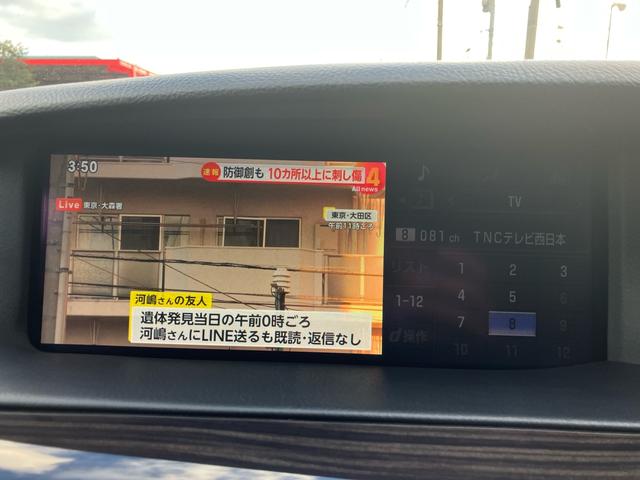 3:50
速報 防御創も 10カ所以上に刺し傷
4
All news
Live 東京・大森署
東京・大田区
午前11時ごろ
河嶋さんの友人
遺体発見当日の午前0時ごろ
河嶋さんにLINE送るも既読・返信なし
TV
8 081 ch TNCテレビ西日本
リスト
1 2 3
1-12
4 5 6
7 8 9
d操作
10 11 12